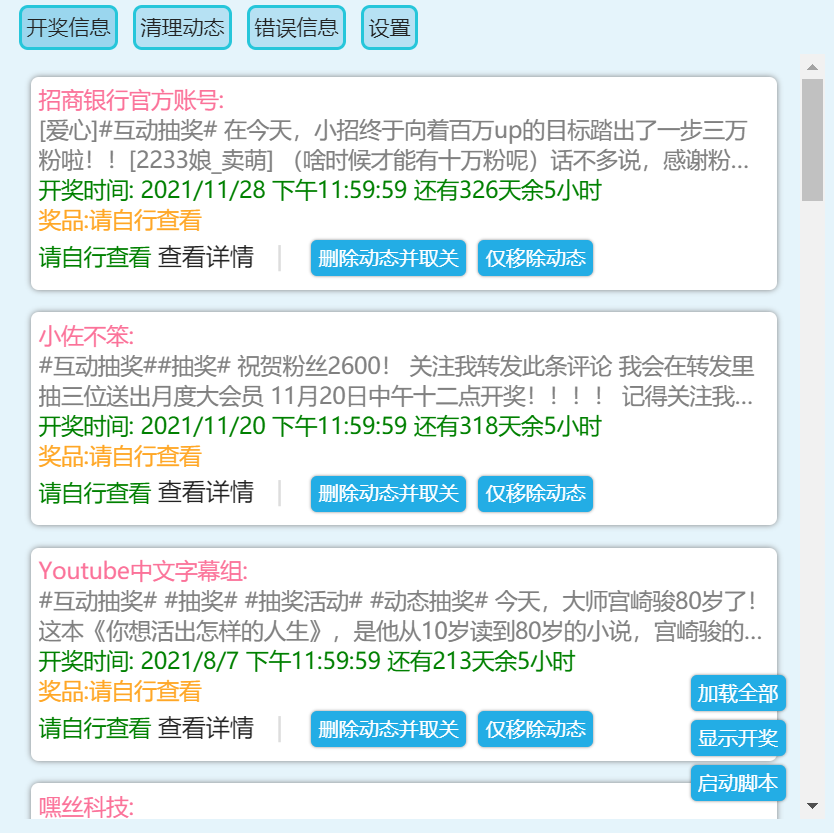 开奖信息 清理动态 错误信息 设置
招商银行官方账号:
[爱心]#互动抽奖# 在今天，小招终于向着百万up的目标踏出了一步三万
粉啦！！[2233娘_卖萌] （啥时候才能有十万粉呢）话不多说，感谢粉...
开奖时间: 2021/11/28 下午11:59:59 还有326天余5小时
奖品:请自行查看
请自行查看 查看详情 | 删除动态并取关 仅移除动态
小佐不笨:
#互动抽奖##抽奖# 祝贺粉丝2600！ 关注我转发此条评论 我会在转发里
抽三位送出月度大会员 11月20日中午十二点开奖！！！！ 记得关注我...
开奖时间: 2021/11/20 下午11:59:59 还有318天余5小时
奖品:请自行查看
请自行查看 查看详情 | 删除动态并取关 仅移除动态
Youtube中文字幕组:
#互动抽奖# #抽奖# #抽奖活动# #动态抽奖# 今天，大师宫崎骏80岁了！
这本《你想活出怎样的人生》，是他从10岁读到80岁的小说，宫崎骏的...
开奖时间: 2021/8/7 下午11:59:59 还有213天余5小时
奖品:请自行查看
请自行查看 查看详情 | 删除动态并取关 仅移除动态
加载全部
显示开奖
启动脚本
嘿丝科技: